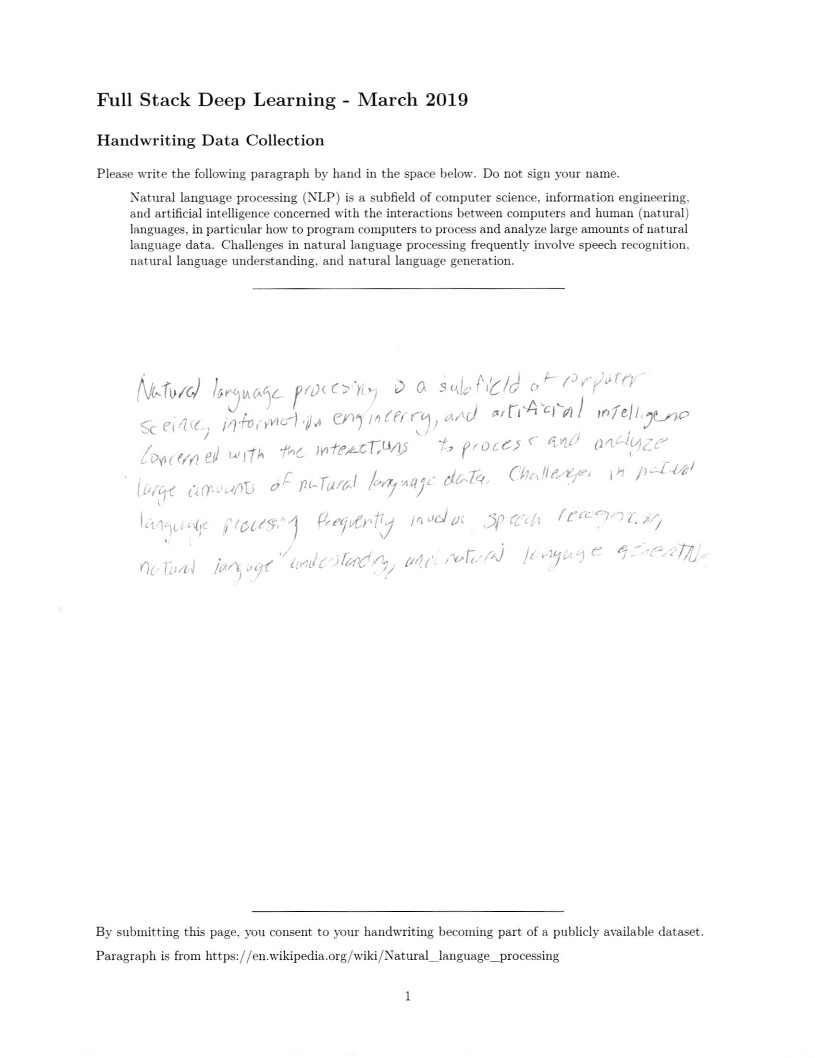 Full Stack Deep Learning - March 2019
Handwriting Data Collection
Please write the following paragraph by hand in the space below. Do not sign your name.
Natural language processing (NLP) is a subfield of computer science, information engineering,
and artificial intelligence concerned with the interactions between computers and human (natural)
languages, in particular how to program computers to process and analyze large amounts of natural
language data. Challenges in natural language processing frequently involve speech recognition,
natural language understanding, and natural language generation.
Natural language processing is a subfield of computer
sceince, information engineerry, and artificial intelligence
concerned with the interactions to process and analyze
large amounts of natural language data. Challenges in natural
language processing frequently involve speech recognition,
natural language understanding, and natural language generation
By submitting this page, you consent to your handwriting becoming part of a publicly available dataset.
Paragraph is from https://en.wikipedia.org/wiki/Natural_language_processing
1